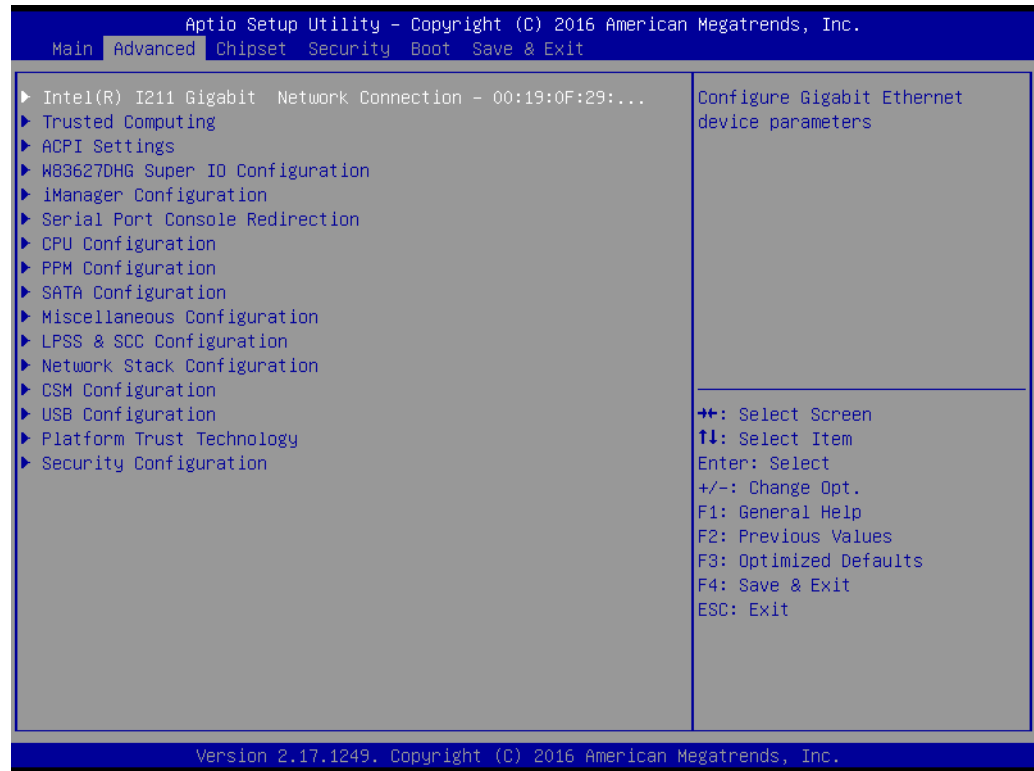 Aptio Setup Utility – Copyright (C) 2016 American Megatrends, Inc.
Main Advanced Chipset Security Boot Save & Exit
▶ Intel(R) I211 Gigabit  Network Connection – 00:19:0F:29:...
▶ Trusted Computing
▶ ACPI Settings
▶ W83627DHG Super IO Configuration
▶ iManager Configuration
▶ Serial Port Console Redirection
▶ CPU Configuration
▶ PPM Configuration
▶ SATA Configuration
▶ Miscellaneous Configuration
▶ LPSS & SCC Configuration
▶ Network Stack Configuration
▶ CSM Configuration
▶ USB Configuration
▶ Platform Trust Technology
▶ Security Configuration
Configure Gigabit Ethernet
device parameters
→←: Select Screen
↑↓: Select Item
Enter: Select
+/-: Change Opt.
F1: General Help
F2: Previous Values
F3: Optimized Defaults
F4: Save & Exit
ESC: Exit
Version 2.17.1249. Copyright (C) 2016 American Megatrends, Inc.